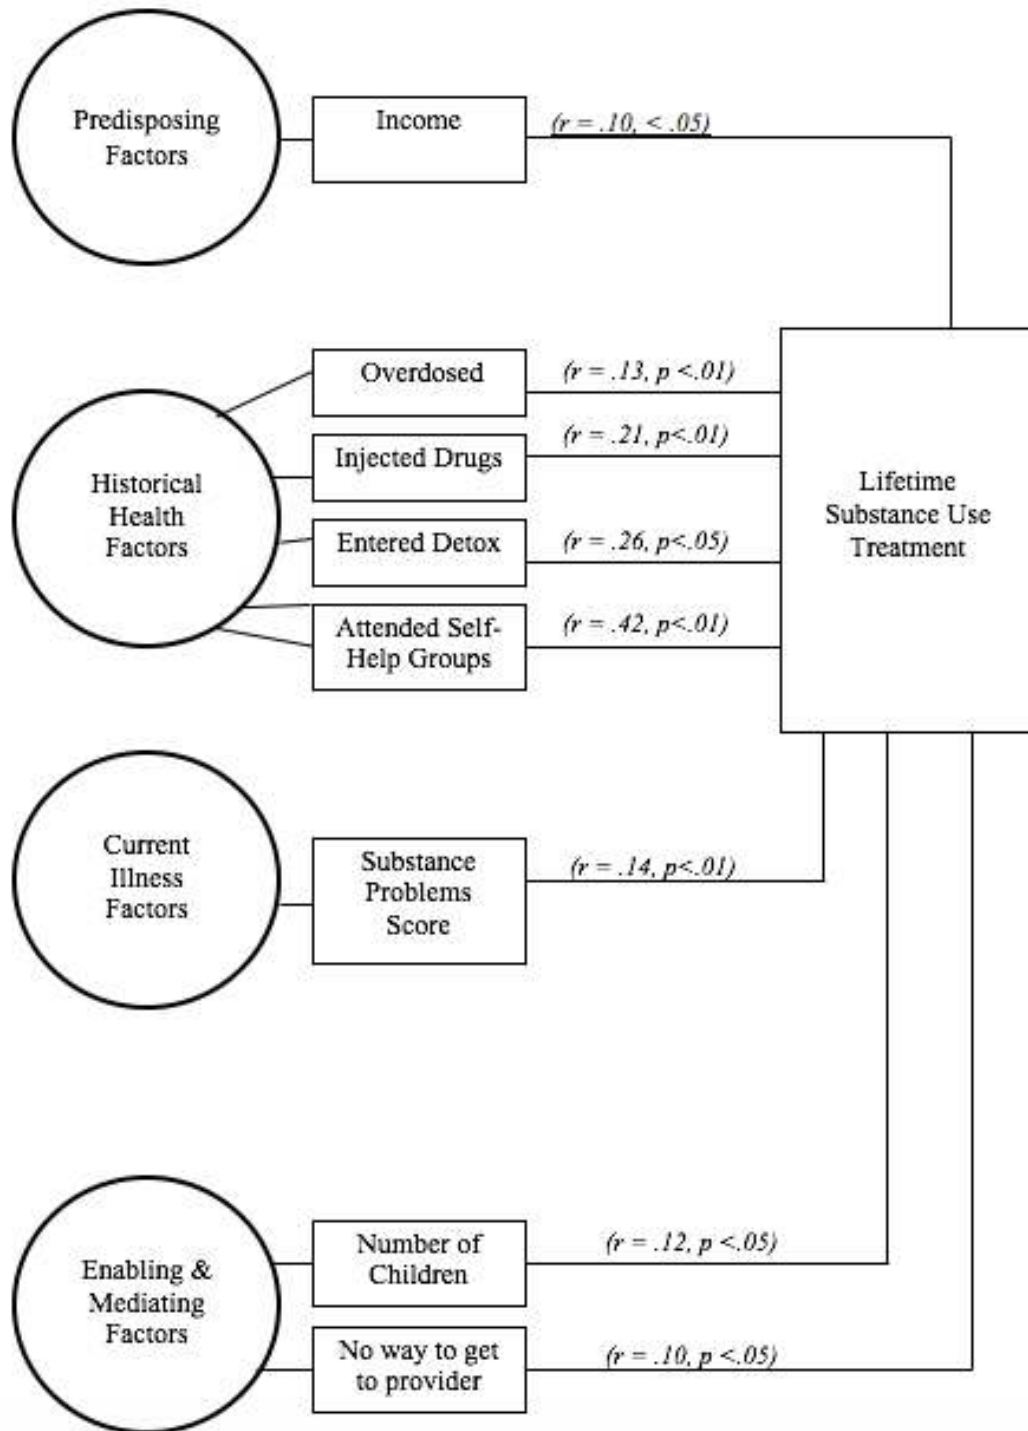 Predisposing
Factors
Income
(r = .10, < .05)
Overdosed
(r = .13, p <.01)
Injected Drugs
(r = .21, p<.01)
Historical
Health
Factors
Entered Detox
(r = .26, p<.05)
Attended Self-
Help Groups
(r = .42, p<.01)
Lifetime
Substance Use
Treatment
Current
Illness
Factors
Substance
Problems
Score
(r = .14, p<.01)
Enabling &
Mediating
Factors
Number of
Children
(r = .12, p <.05)
No way to get
to provider
(r = .10, p <.05)